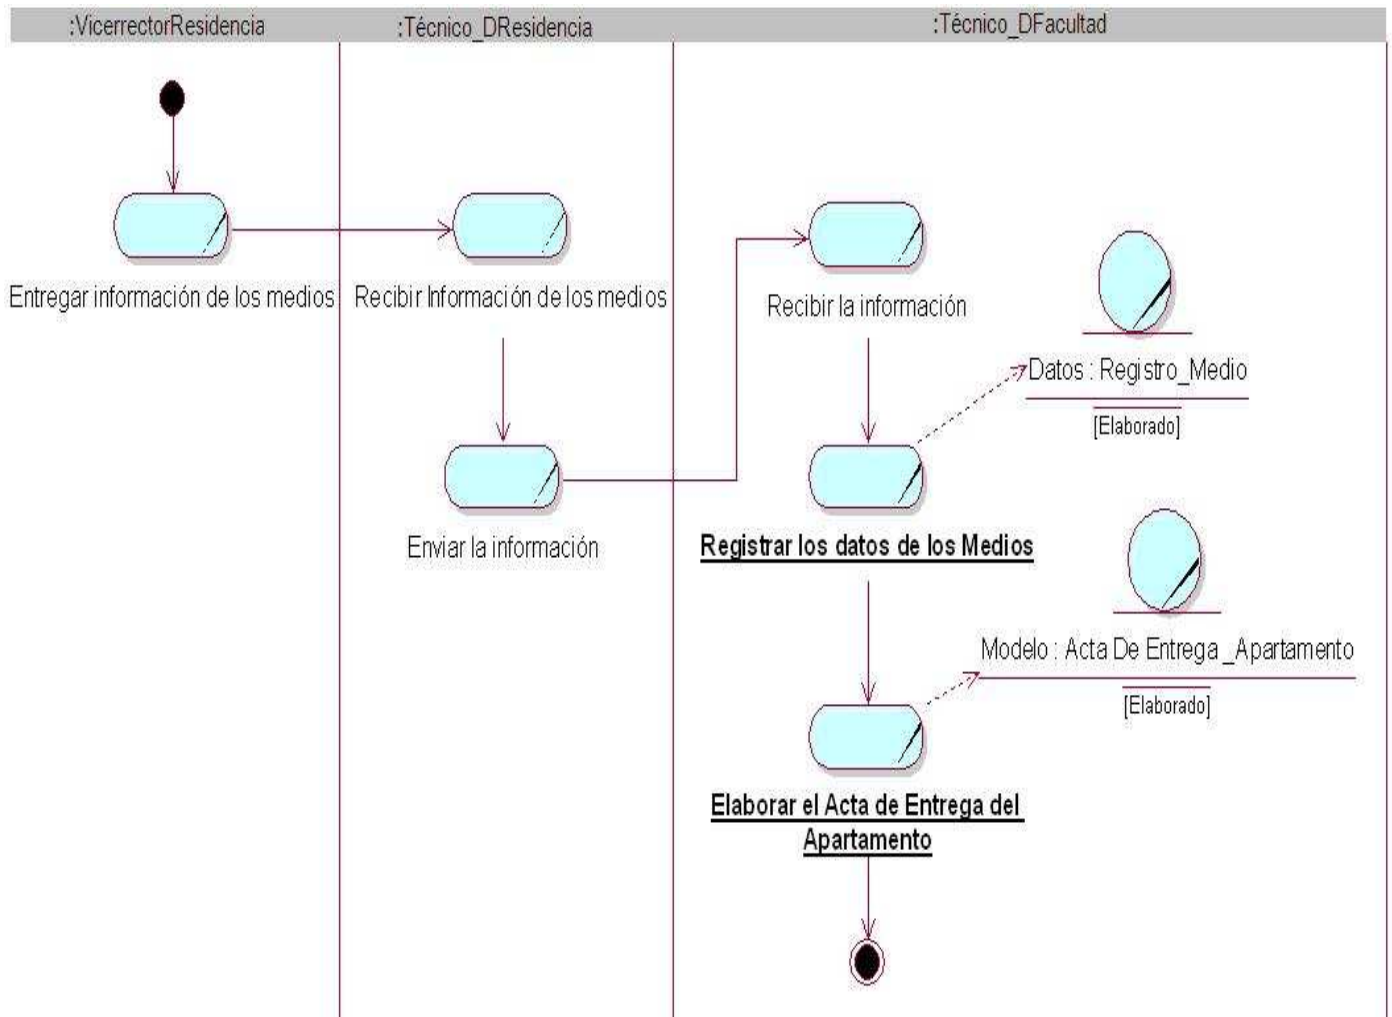 :VicerrectorResidencia
:Técnico_DResidencia
:Técnico_DFacultad
Entregar información de los medios
Recibir Información de los medios
Recibir la información
Datos : Registro_Medio
[Elaborado]
Enviar la información
Registrar los datos de los Medios
Modelo : Acta De Entrega _Apartamento
[Elaborado]
Elaborar el Acta de Entrega del
Apartamento